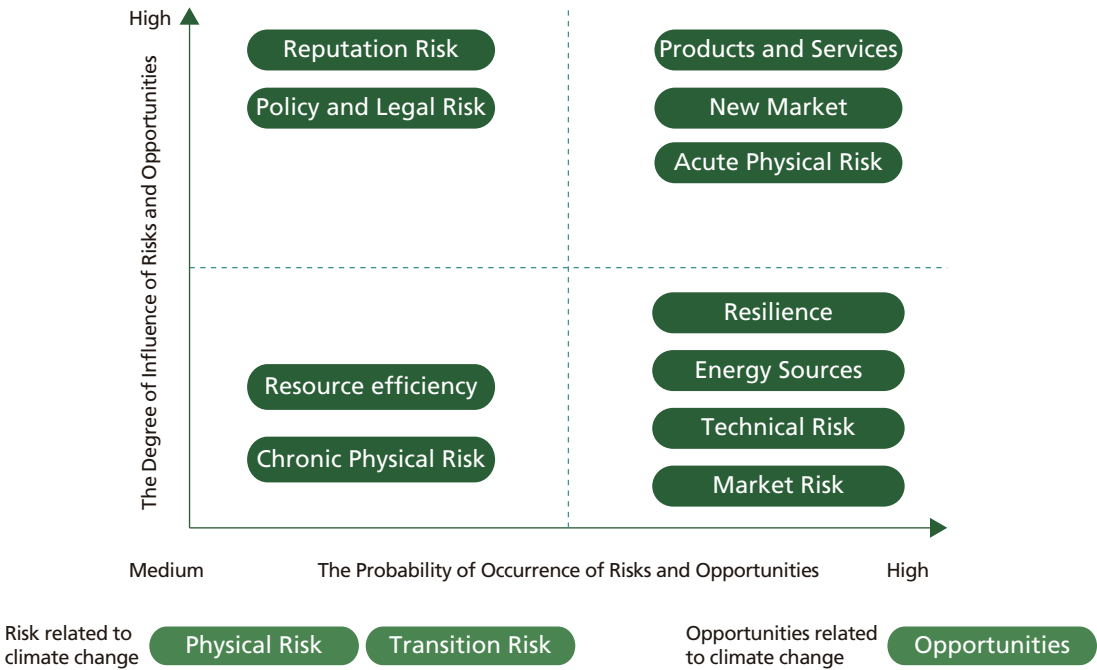 High
The Degree of Influence of Risks and Opportunities
Reputation Risk
Policy and Legal Risk
Products and Services
New Market
Acute Physical Risk
Resource efficiency
Chronic Physical Risk
Resilience
Energy Sources
Technical Risk
Market Risk
Medium
The Probability of Occurrence of Risks and Opportunities
High
Risk related to
climate change
Physical Risk
Transition Risk
Opportunities related
to climate change
Opportunities